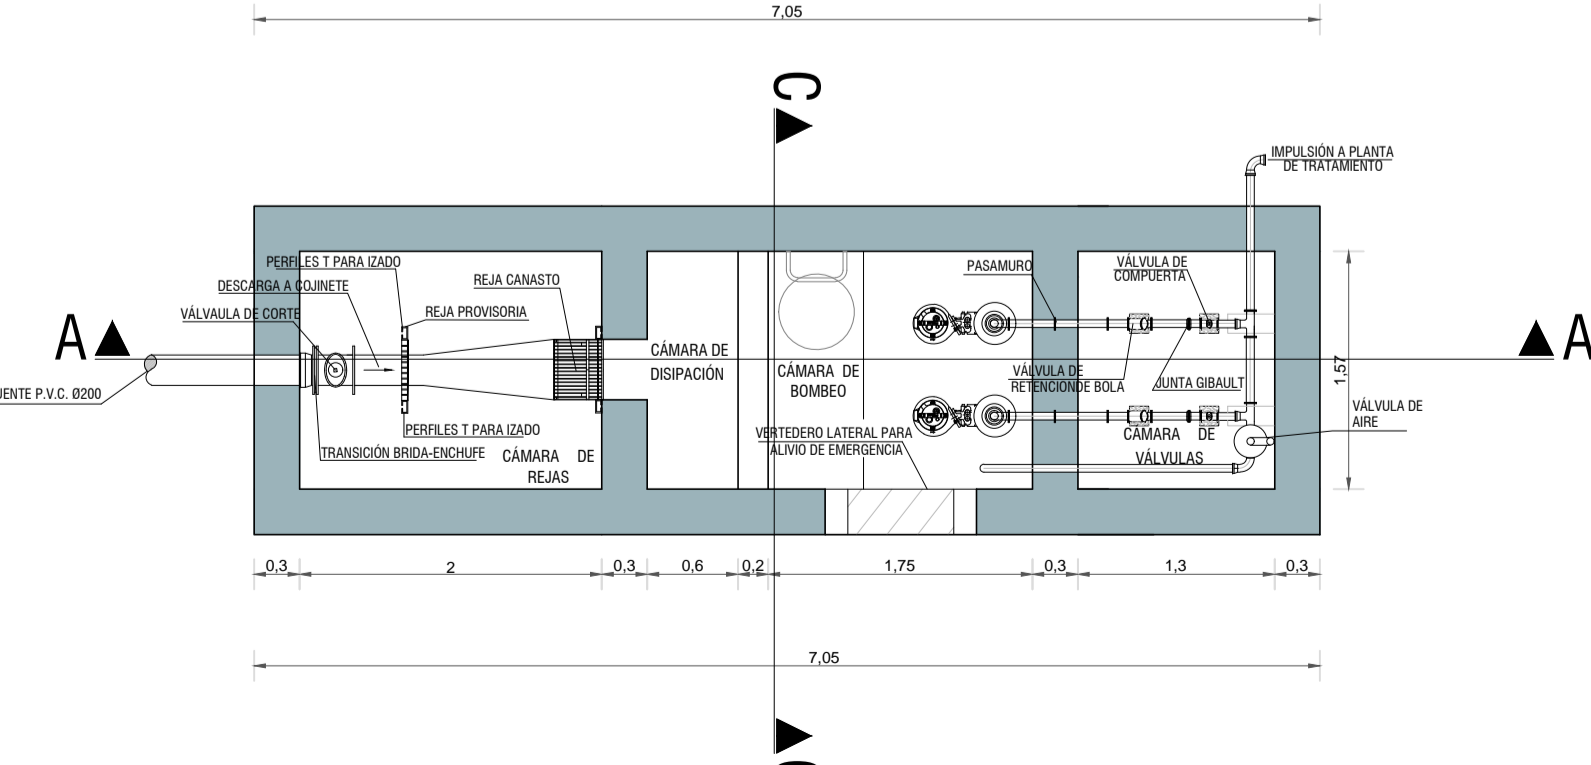 7,05
C
IMPULSIÓN A PLANTA
DE TRATAMIENTO
PERFILES T PARA IZADO
DESCARGA A COJINETE
VÁLVAULA DE CORTE
REJA CANASTO
REJA PROVISORIA
PASAMURO
VÁLVULA DE
COMPUERTA
A
A
CÁMARA DE
DISIPACIÓN
CÁMARA DE
BOMBEO
VÁLVULA DE
RETENCIONDE BOLA
JUNTA GIBAULT
1,57
UENTE P.V.C. Ø200
VÁLVULA DE
AIRE
PERFILES T PARA IZADO
TRANSICIÓN BRIDA-ENCHUFE
CÁMARA DE
REJAS
VERTEDERO LATERAL PARA
ALIVIO DE EMERGENCIA
CÁMARA DE
VÁLVULAS
0,3
2
0,3
0,6
0,2
1,75
0,3
1,3
0,3
7,05